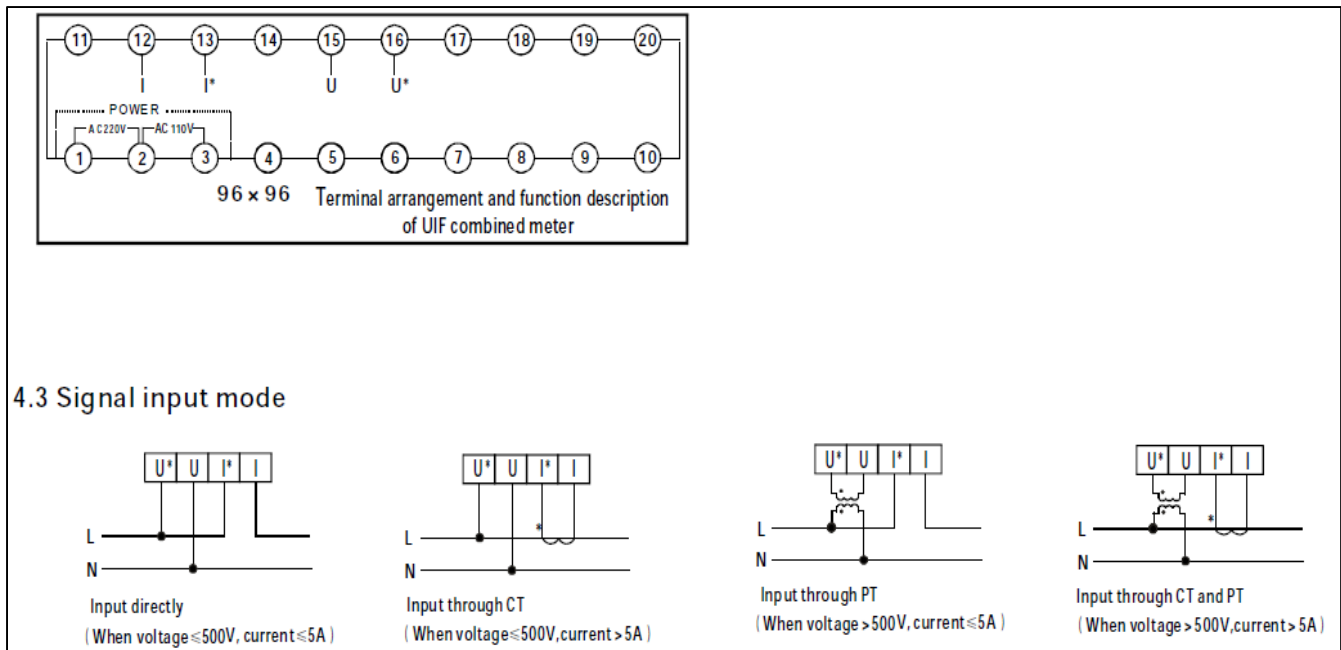 11 12 13 14 15 16 17 18 19 20
I I* U U*
POWER
AC220V AC110V
1 2 3 4 5 6 7 8 9 10
96×96 Terminal arrangement and function description
of UIF combined meter
4.3 Signal input mode
U* U I* I
L
N
Input directly
(When voltage≤500V, current≤5A)
U* U I* I
*
L
N
Input through CT
(When voltage≤500V,current>5A)
U* U I* I
*
*
L
N
Input through PT
(When voltage>500V, current≤5A)
U* U I* I
*
*
*
L
N
Input through CT and PT
(When voltage>500V,current>5A)